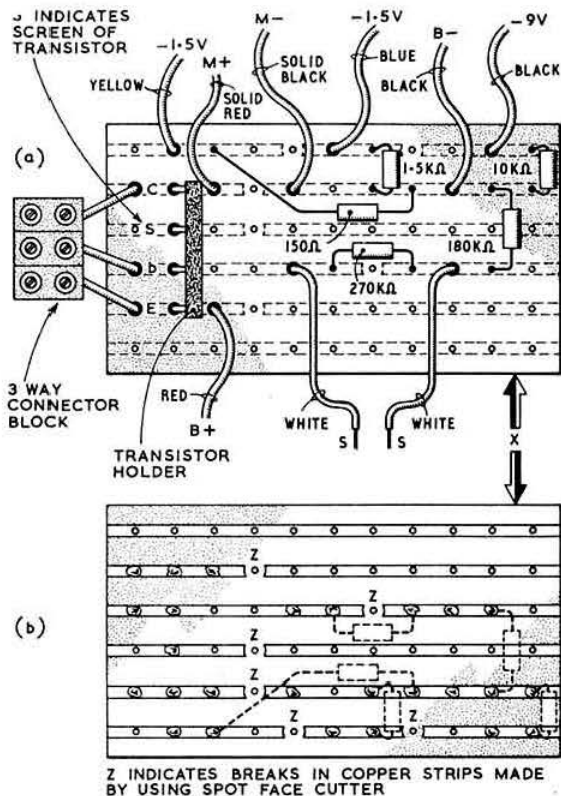 INDICATES
SCREEN OF
TRANSISTOR
-1·5V
YELLOW
M+
SOLID
RED
M-
SOLID
BLACK
-1·5V
BLUE
B-
BLACK
-9V
BLACK
(a)
C
S
b
E
1·5KΩ
10KΩ
150Ω
180KΩ
270KΩ
3 WAY
CONNECTOR
BLOCK
RED
B+
TRANSISTOR
HOLDER
WHITE
S
S
WHITE
X
(b)
Z
Z
Z
Z
Z
Z
Z
Z INDICATES BREAKS IN COPPER STRIPS MADE
BY USING SPOT FACE CUTTER